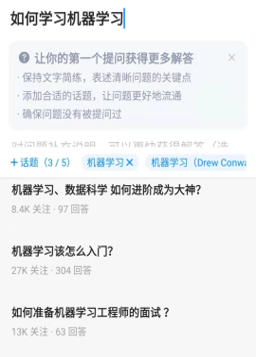 如何学习机器学习
让你的第一个提问获得更多解答
· 保持文字简练，表述清晰问题的关键点
· 添加合适的话题，让问题更好地流通
· 确保问题没有被提问过
+ 话题（3 / 5） 机器学习 × 机器学习（Drew Conwa
机器学习、数据科学 如何进阶成为大神？
8.4K 关注 · 97 回答
机器学习该怎么入门？
27K 关注 · 304 回答
如何准备机器学习工程师的面试 ？
13K 关注 · 63 回答